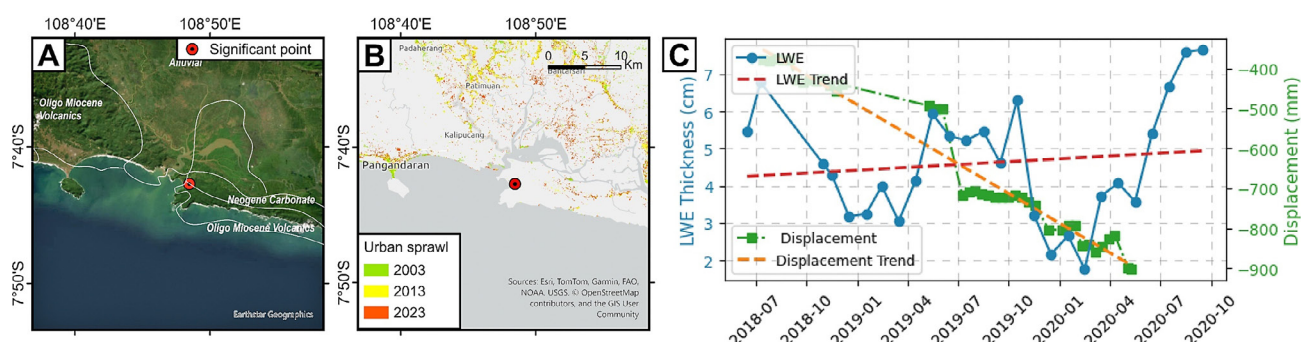 108°40'E
108°50'E
A
Significant point
Alluvial
Oligo Miocene
Volcanics
Neogene Carbonate
Oligo Miocene Volcanics
Earthstar Geographics
7°40'S
7°50'S
108°40'E
108°50'E
B
Padaherang
0 5 10
Km
Bantarsari
Patimuan
Kalipucang
Pangandaran
Urban sprawl
2003
2013
2023
Sources: Esri, TomTom, Garmin, FAO,
NOAA, USGS, © OpenStreetMap
contributors, and the GIS User
Community
7°40'S
7°50'S
C
LWE
LWE Trend
Displacement
Displacement Trend
LWE Thickness (cm)
7
6
5
4
3
2
Displacement (mm)
−400
−500
−600
−700
−800
−900
2018-07
2018-10
2019-01
2019-04
2019-07
2019-10
2020-01
2020-04
2020-07
2020-10